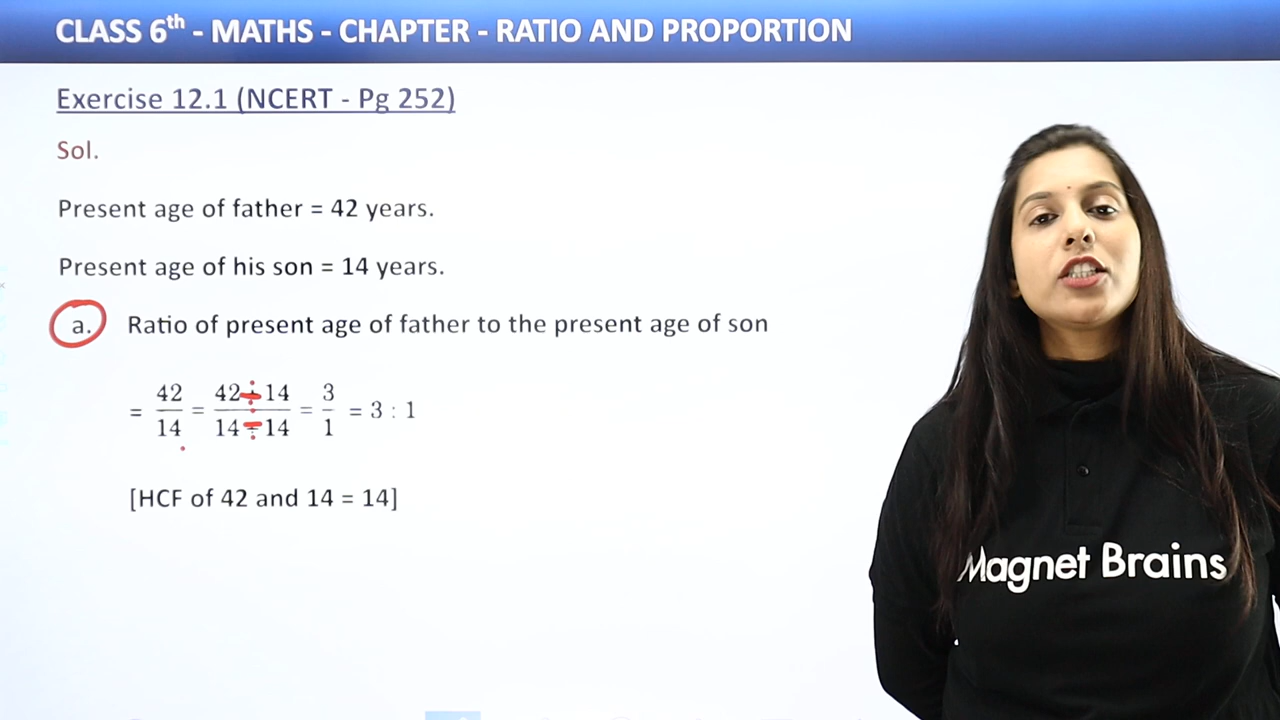 CLASS 6th - MATHS - CHAPTER - RATIO AND PROPORTION
Exercise 12.1 (NCERT - Pg 252)
Sol.
Present age of father = 42 years.
Present age of his son = 14 years.
a. Ratio of present age of father to the present age of son
= 42/14 = 42÷14/14÷14 = 3/1 = 3 : 1
[HCF of 42 and 14 = 14]
Magnet Brains